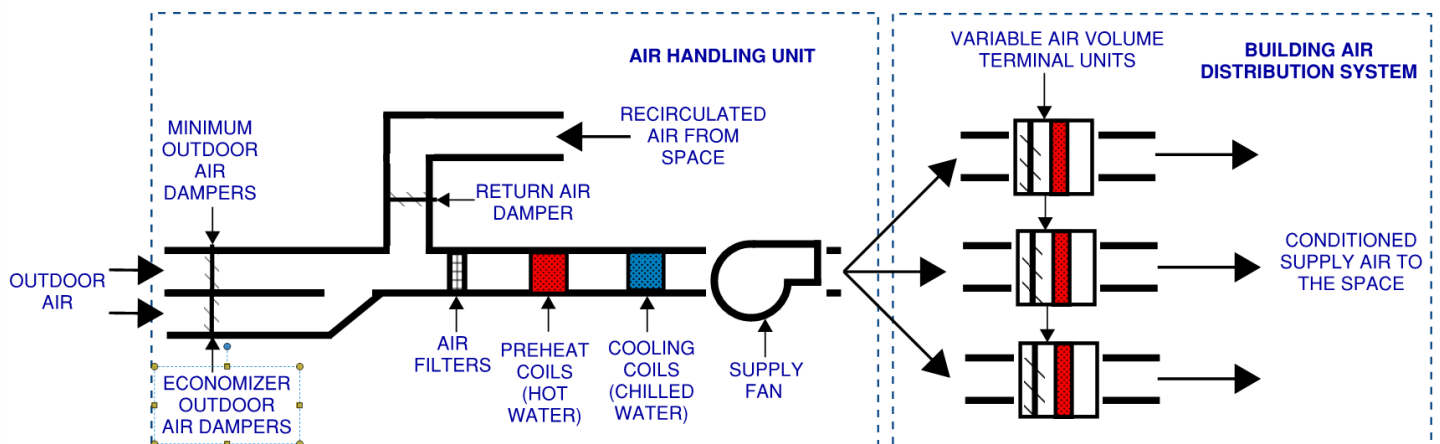 AIR HANDLING UNIT
VARIABLE AIR VOLUME
TERMINAL UNITS
BUILDING AIR
DISTRIBUTION SYSTEM
MINIMUM
OUTDOOR
AIR
DAMPERS
RECIRCULATED
AIR FROM
SPACE
RETURN AIR
DAMPER
OUTDOOR
AIR
CONDITIONED
SUPPLY AIR TO
THE SPACE
ECONOMIZER
OUTDOOR
AIR DAMPERS
AIR
FILTERS
PREHEAT
COILS
(HOT
WATER)
COOLING
COILS
(CHILLED
WATER)
SUPPLY
FAN